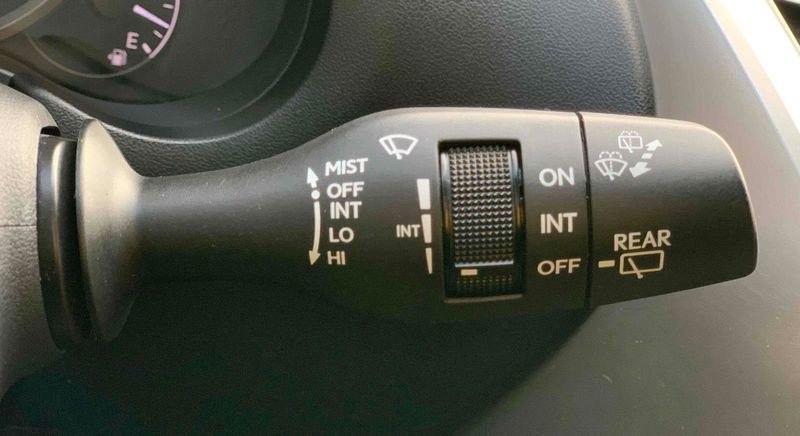 E
MIST
OFF
INT
LO
HI
INT
ON
INT
OFF
REAR